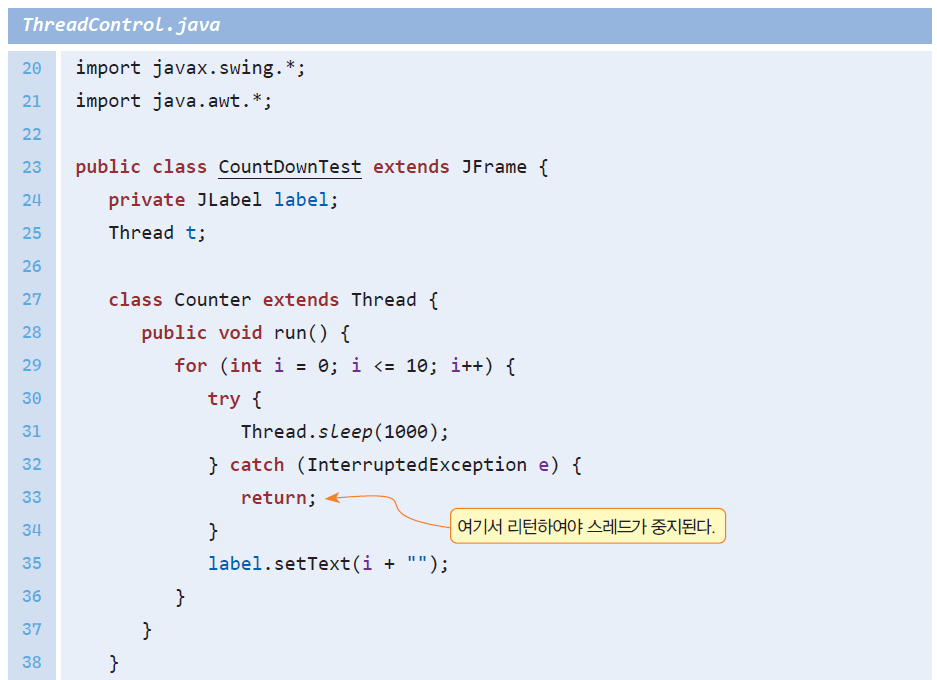 ThreadControl.java
20 import javax.swing.*;
21 import java.awt.*;
22
23 public class CountDownTest extends JFrame {
24 private JLabel label;
25 Thread t;
26
27 class Counter extends Thread {
28 public void run() {
29 for (int i = 0; i <= 10; i++) {
30 try {
31 Thread.sleep(1000);
32 } catch (InterruptedException e) {
33 return;
여기서 리턴하여야 스레드가 중지된다.
34 }
35 label.setText(i + "");
36 }
37 }
38 }